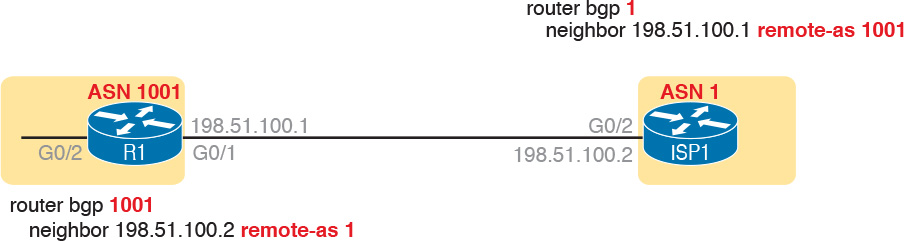 router bgp 1
neighbor 198.51.100.1 remote-as 1001
ASN 1001
ASN 1
198.51.100.1
G0/2
G0/2
R1
G0/1
198.51.100.2
ISP1
router bgp 1001
neighbor 198.51.100.2 remote-as 1